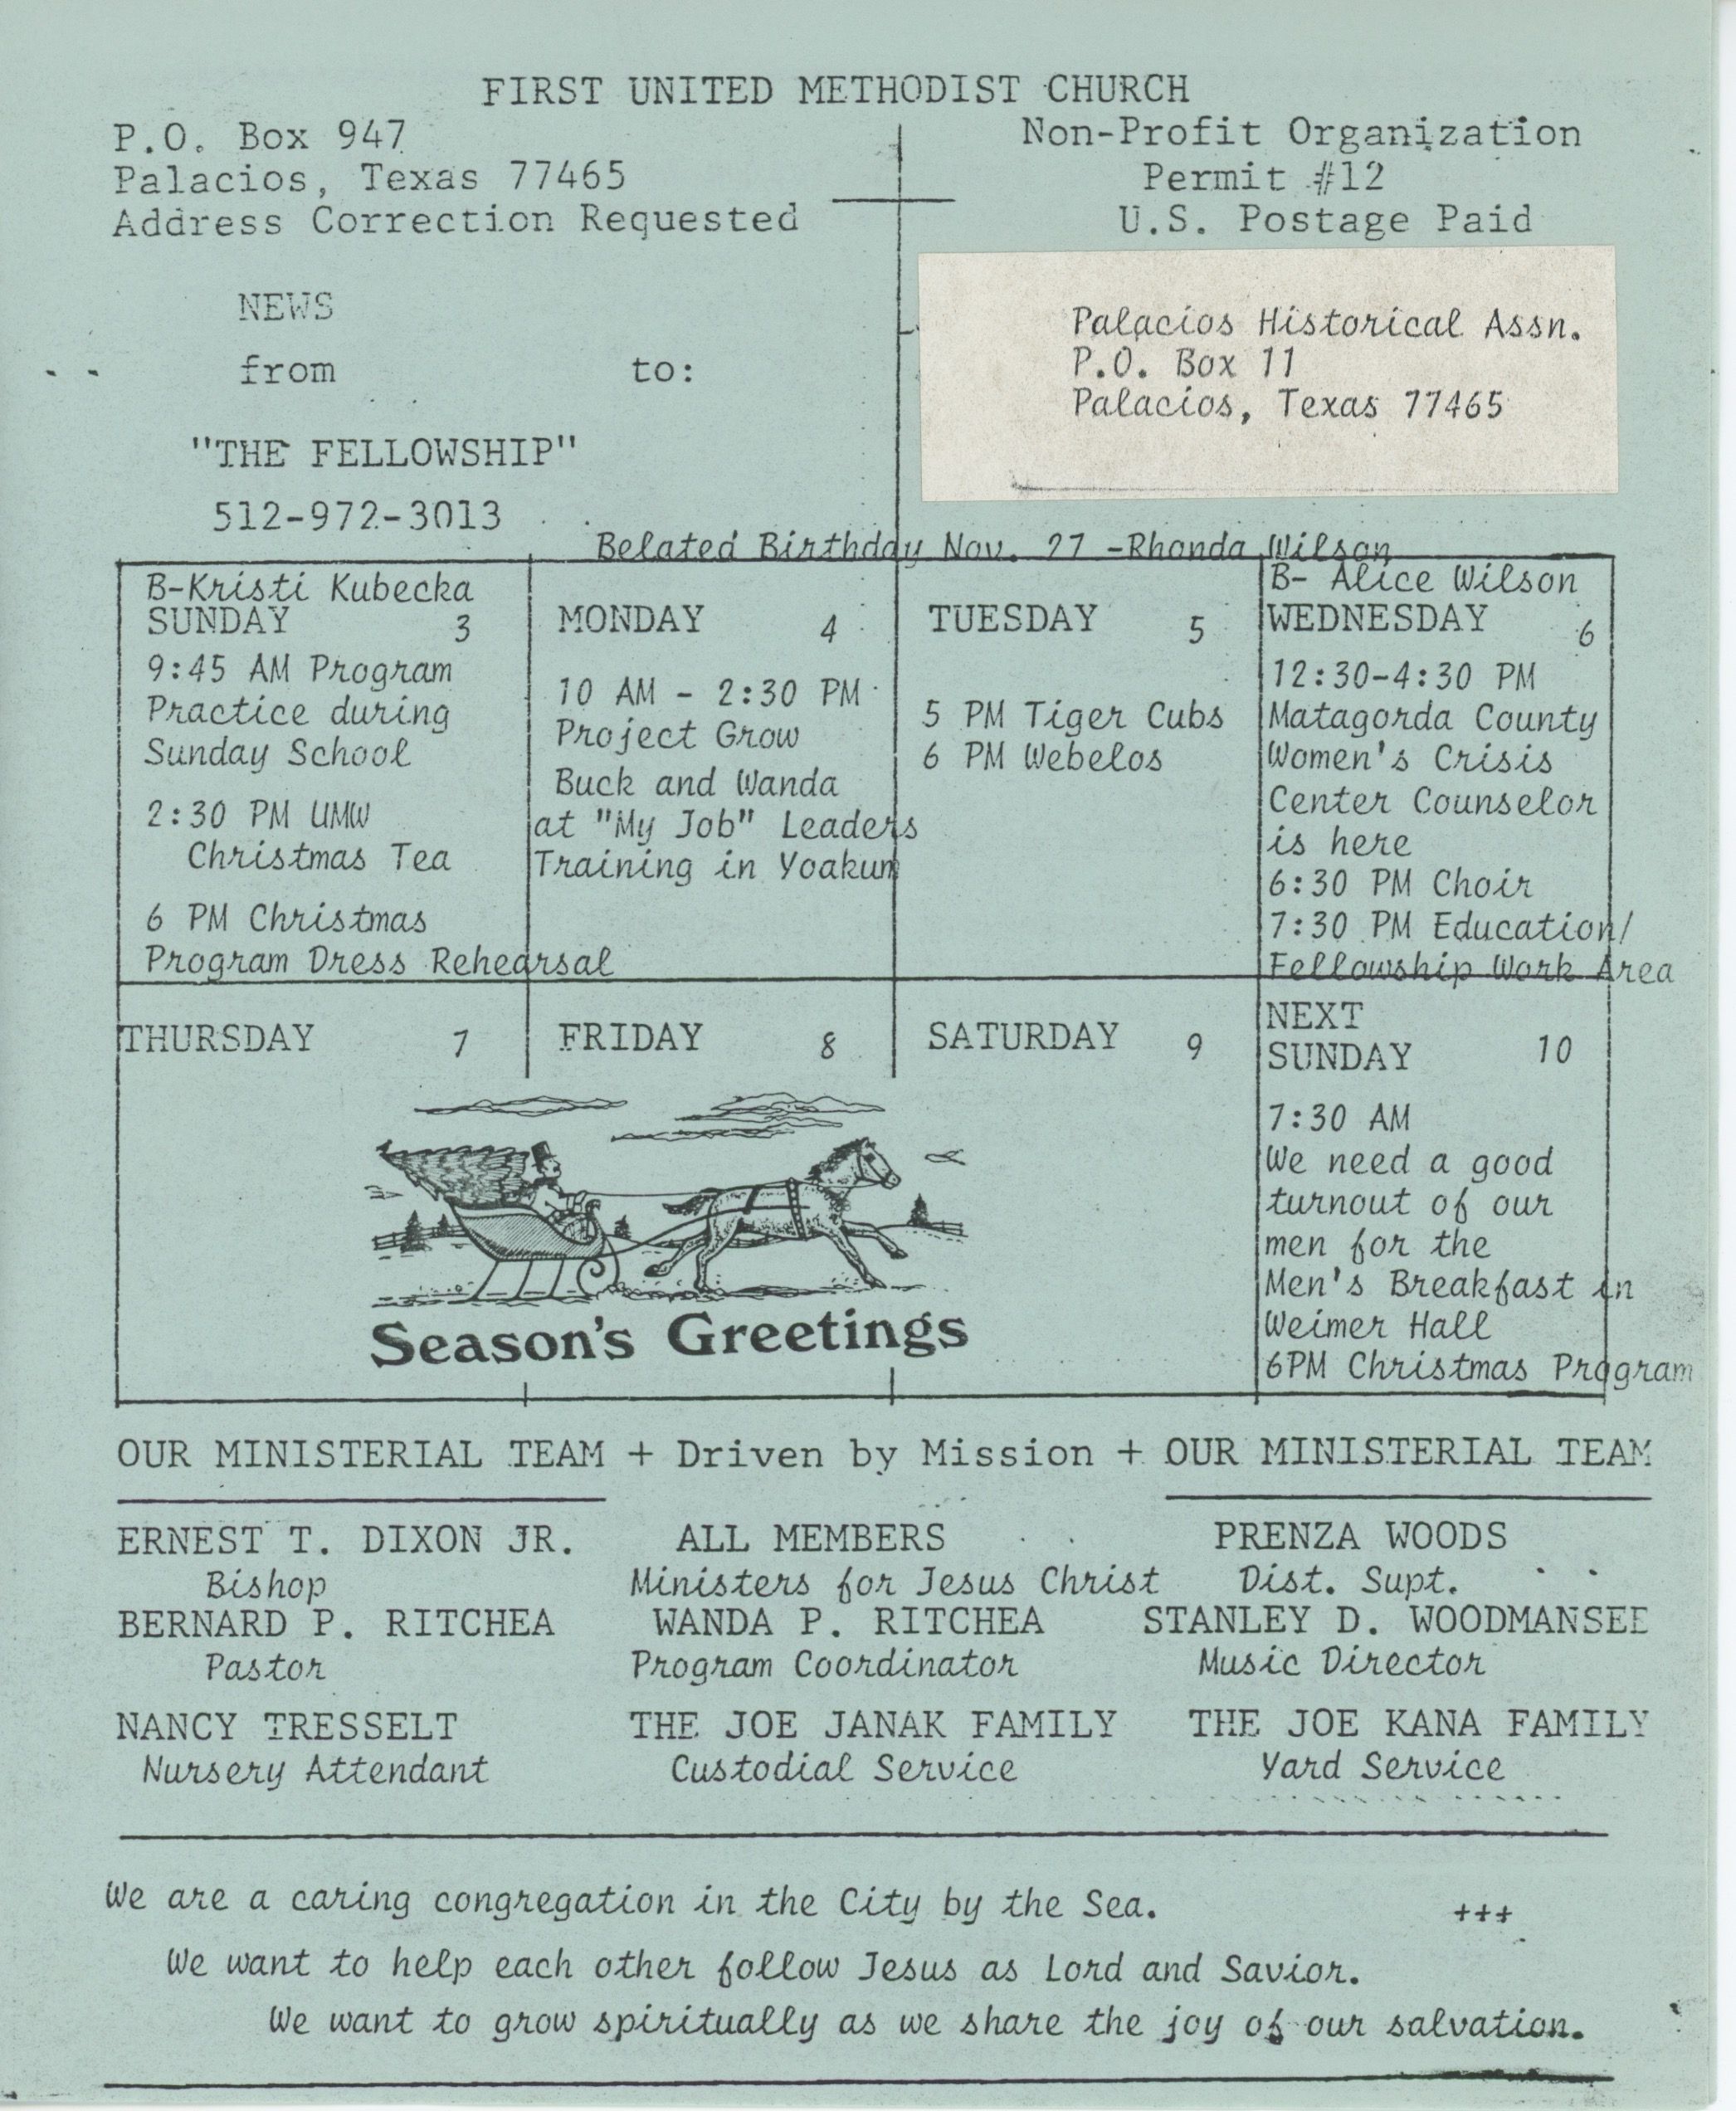 FIRST UNITED METHODIST CHURCH
P.O. Box 947
Palacios, Texas 77465
Address Correction Requested
Non-Profit Organization
Permit #12
U.S. Postage Paid
NEWS
from to:
"THE FELLOWSHIP"
512-972-3013
Palacios Historical Assn.
P.O. Box 11
Palacios, Texas 77465
Belated Birthday Nov. 27 -Rhonda Wilson
B-Kristi Kubecka
SUNDAY 3
9:45 AM Program
Practice during
Sunday School
2:30 PM UMW
Christmas Tea
6 PM Christmas
Program Dress Rehearsal
MONDAY 4
10 AM - 2:30 PM
Project Grow
Buck and Wanda
at "My Job" Leaders
Training in Yoakum
TUESDAY 5
5 PM Tiger Cubs
6 PM Webelos
B- Alice Wilson
WEDNESDAY 6
12:30-4:30 PM
Matagorda County
Women's Crisis
Center Counselor
is here
6:30 PM Choir
7:30 PM Education/
Fellowship Work Area
THURSDAY 7
FRIDAY 8
SATURDAY 9
Season's Greetings
NEXT
SUNDAY 10
7:30 AM
We need a good
turnout of our
men for the
Men's Breakfast in
Weimer Hall
6PM Christmas Program
OUR MINISTERIAL TEAM + Driven by Mission + OUR MINISTERIAL TEAM
ERNEST T. DIXON JR. ALL MEMBERS PRENZA WOODS
Bishop Ministers for Jesus Christ Dist. Supt.
BERNARD P. RITCHEA WANDA P. RITCHEA STANLEY D. WOODMANSEE
Pastor Program Coordinator Music Director
NANCY TRESSELT THE JOE JANAK FAMILY THE JOE KANA FAMILY
Nursery Attendant Custodial Service Yard Service
We are a caring congregation in the City by the Sea. +++
We want to help each other follow Jesus as Lord and Savior.
We want to grow spiritually as we share the joy of our salvation.